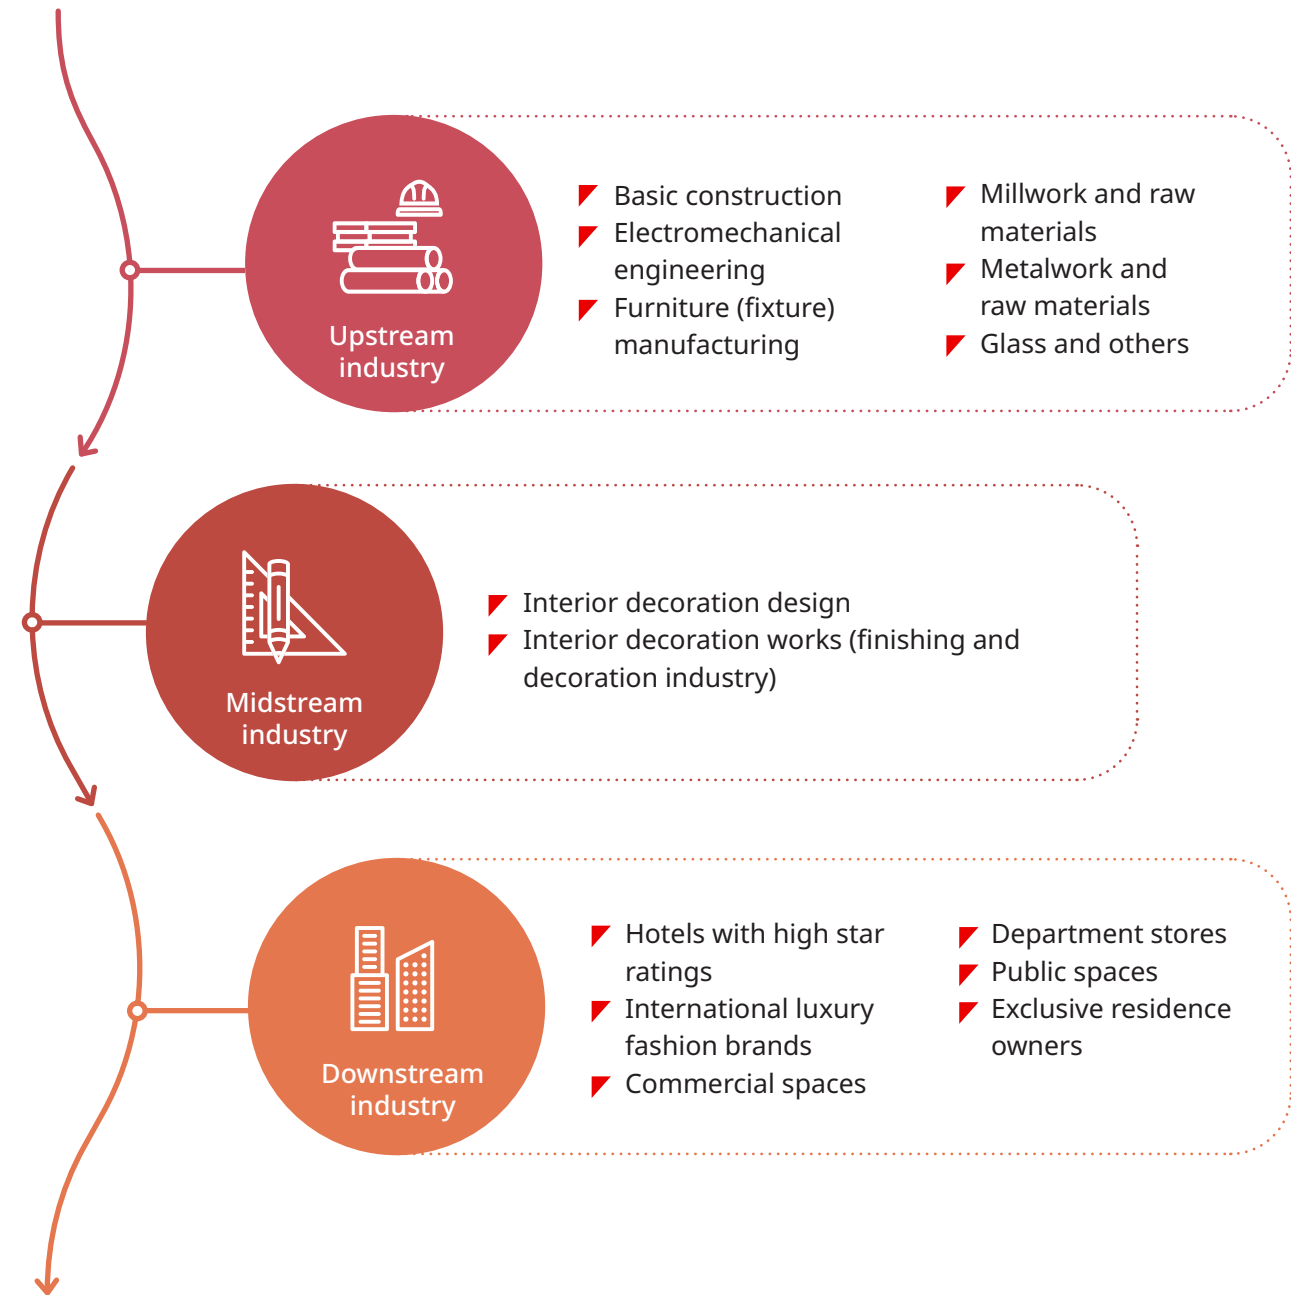 Upstream
industry
Basic construction
Electromechanical
engineering
Furniture (fixture)
manufacturing
Millwork and raw
materials
Metalwork and
raw materials
Glass and others
Midstream
industry
Interior decoration design
Interior decoration works (finishing and
decoration industry)
Downstream
industry
Hotels with high star
ratings
International luxury
fashion brands
Commercial spaces
Department stores
Public spaces
Exclusive residence
owners